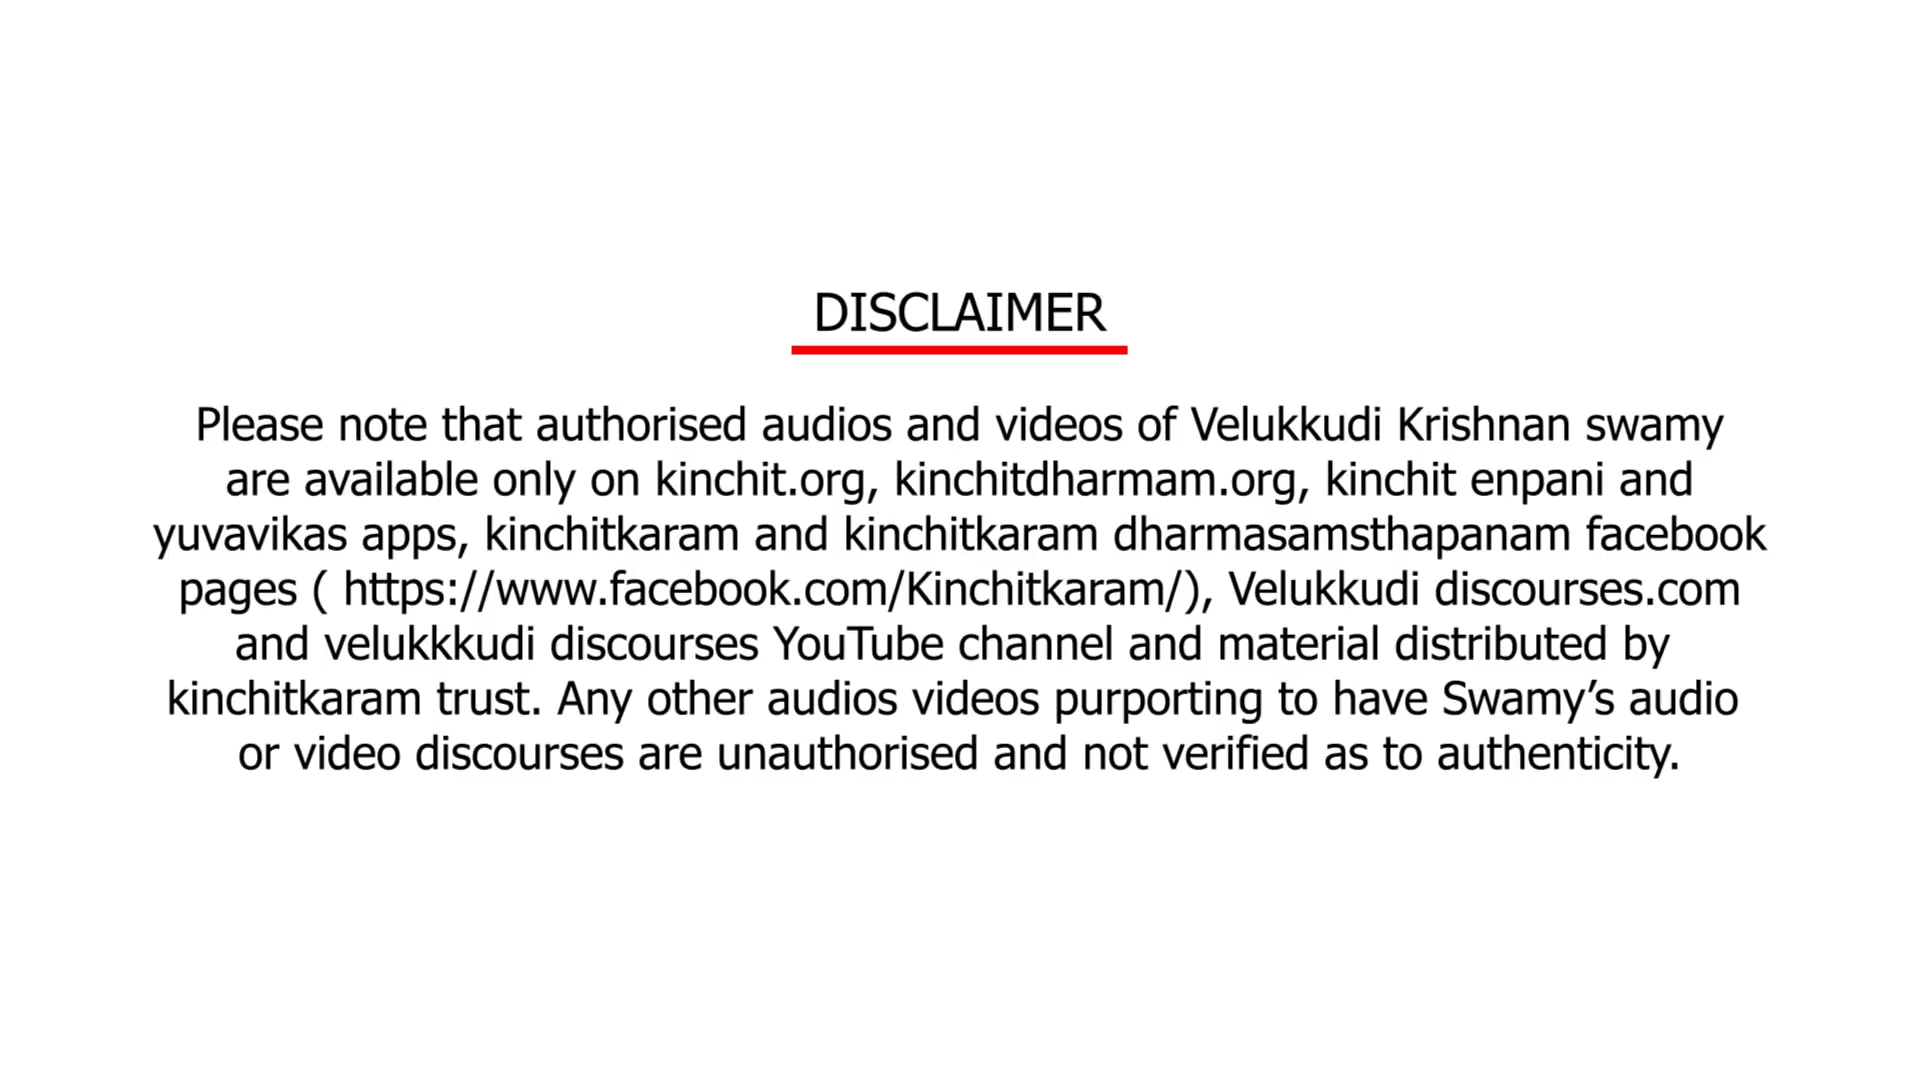 DISCLAIMER
Please note that authorised audios and videos of Velukkudi Krishnan swamy
are available only on kinchit.org, kinchitdharmam.org, kinchit enpani and
yuvavikas apps, kinchitkaram and kinchitkaram dharmasamsthapanam facebook
pages ( https://www.facebook.com/Kinchitkaram/), Velukkudi discourses.com
and velukkkudi discourses YouTube channel and material distributed by
kinchitkaram trust. Any other audios videos purporting to have Swamy’s audio
or video discourses are unauthorised and not verified as to authenticity.